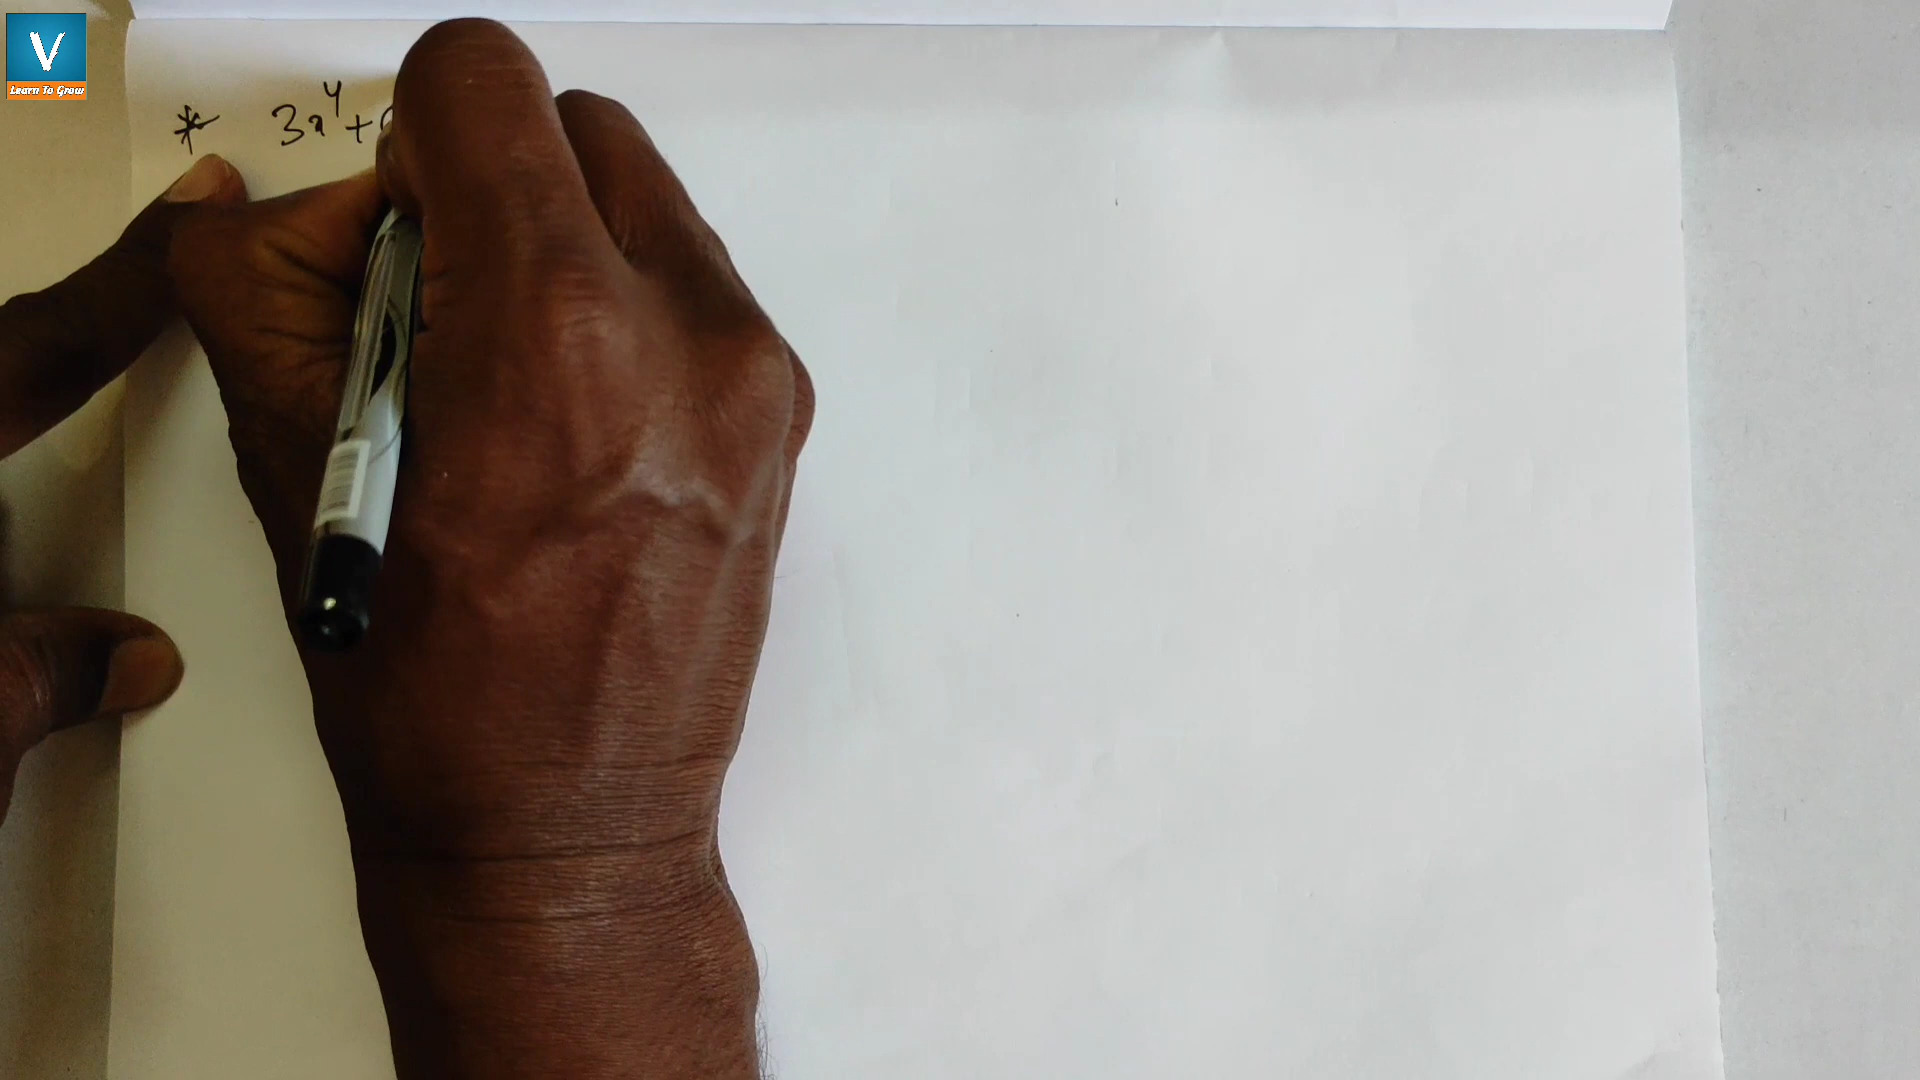 V
Learn To Grow
* 3x⁴+